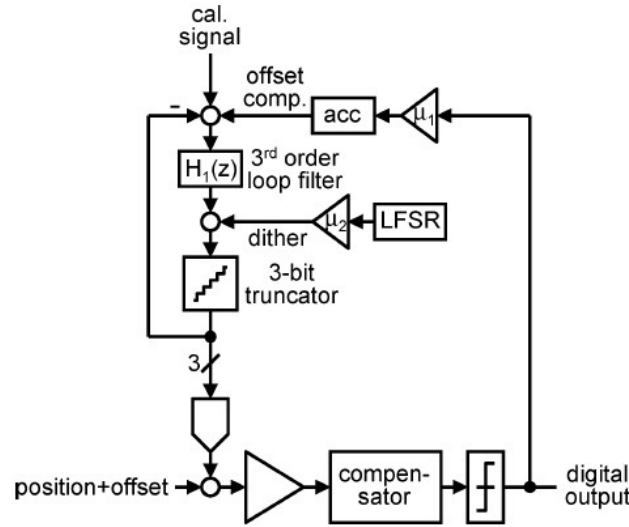 cal.
signal
-
offset
comp.
acc
μ1
H1(z)
3rd order
loop filter
dither
μ2
LFSR
3-bit
truncator
3
position+offset
compen-
sator
digital
output